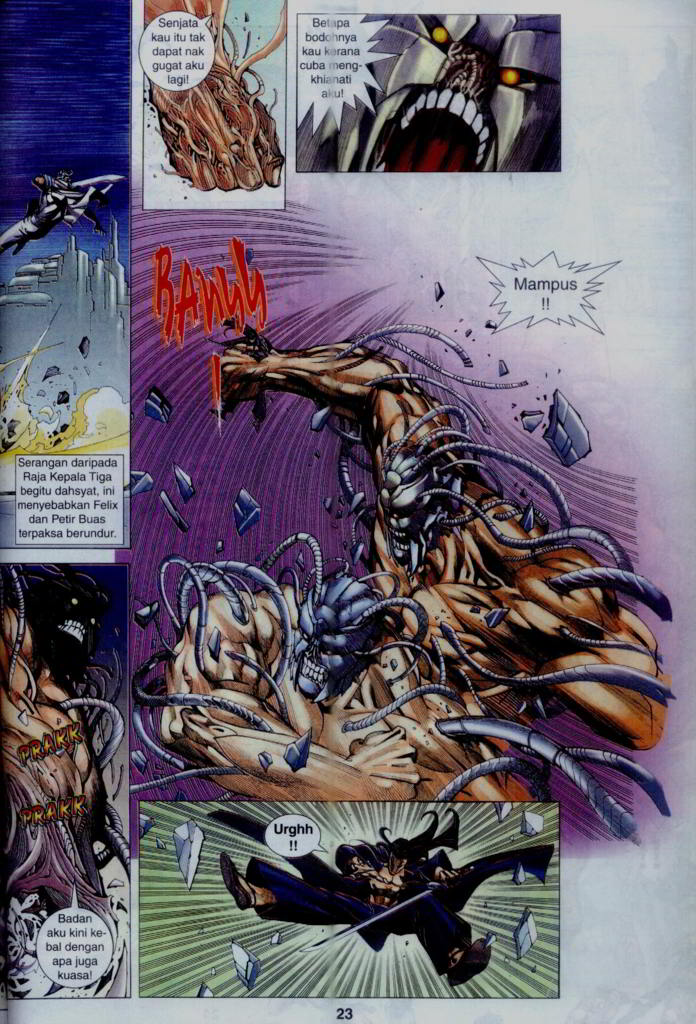 Senjata
kau itu tak
dapat nak
gugat aku
lagi!
Betapa
bodohnya
kau kerana
cuba meng-
khianati
aku!
BANGG
!
Mampus
!!
Serangan daripada
Raja Kepala Tiga
begitu dahsyat, ini
menyebabkan Felix
dan Petir Buas
terpaksa berundur.
PRAKK
PRAKK
Badan
aku kini ke-
bal dengan
apa juga
kuasa!
Urghh
!!
23